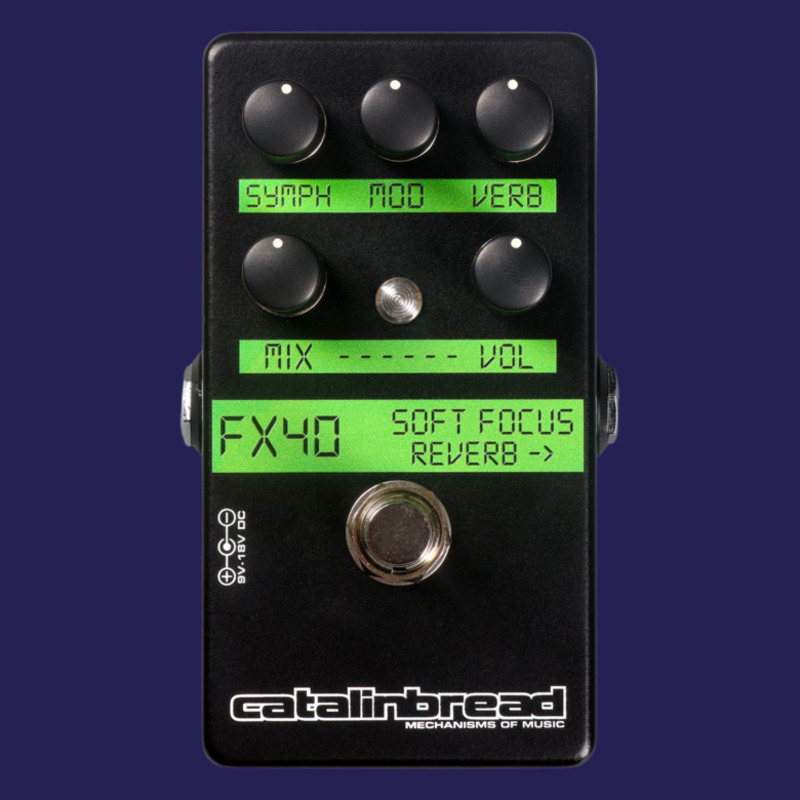 SYMPH MOD VERB
MIX ------ VOL
FX40
SOFT FOCUS
REVERB ->
9V-18V DC
catalinbread
MECHANISMS OF MUSIC